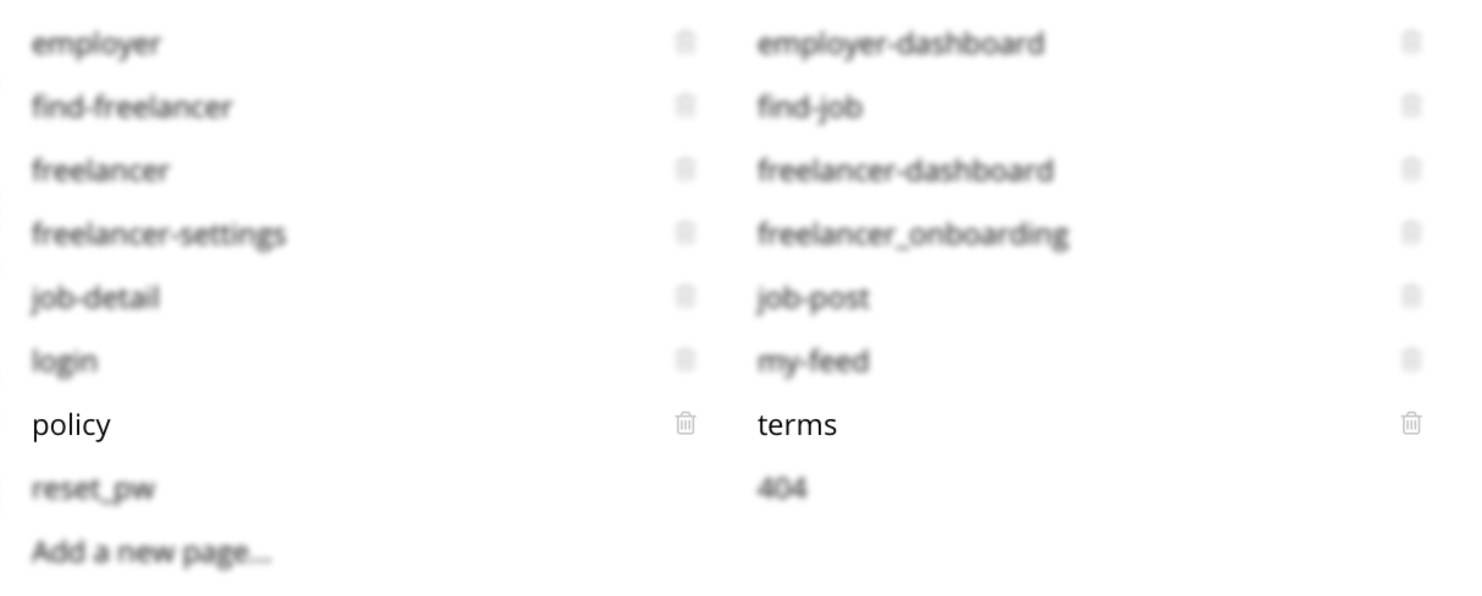 employer
employer-dashboard
find-freelancer
find-job
freelancer
freelancer-dashboard
freelancer-settings
freelancer_onboarding
job-detail
job-post
login
my-feed
policy
terms
reset_pw
404
Add a new page...